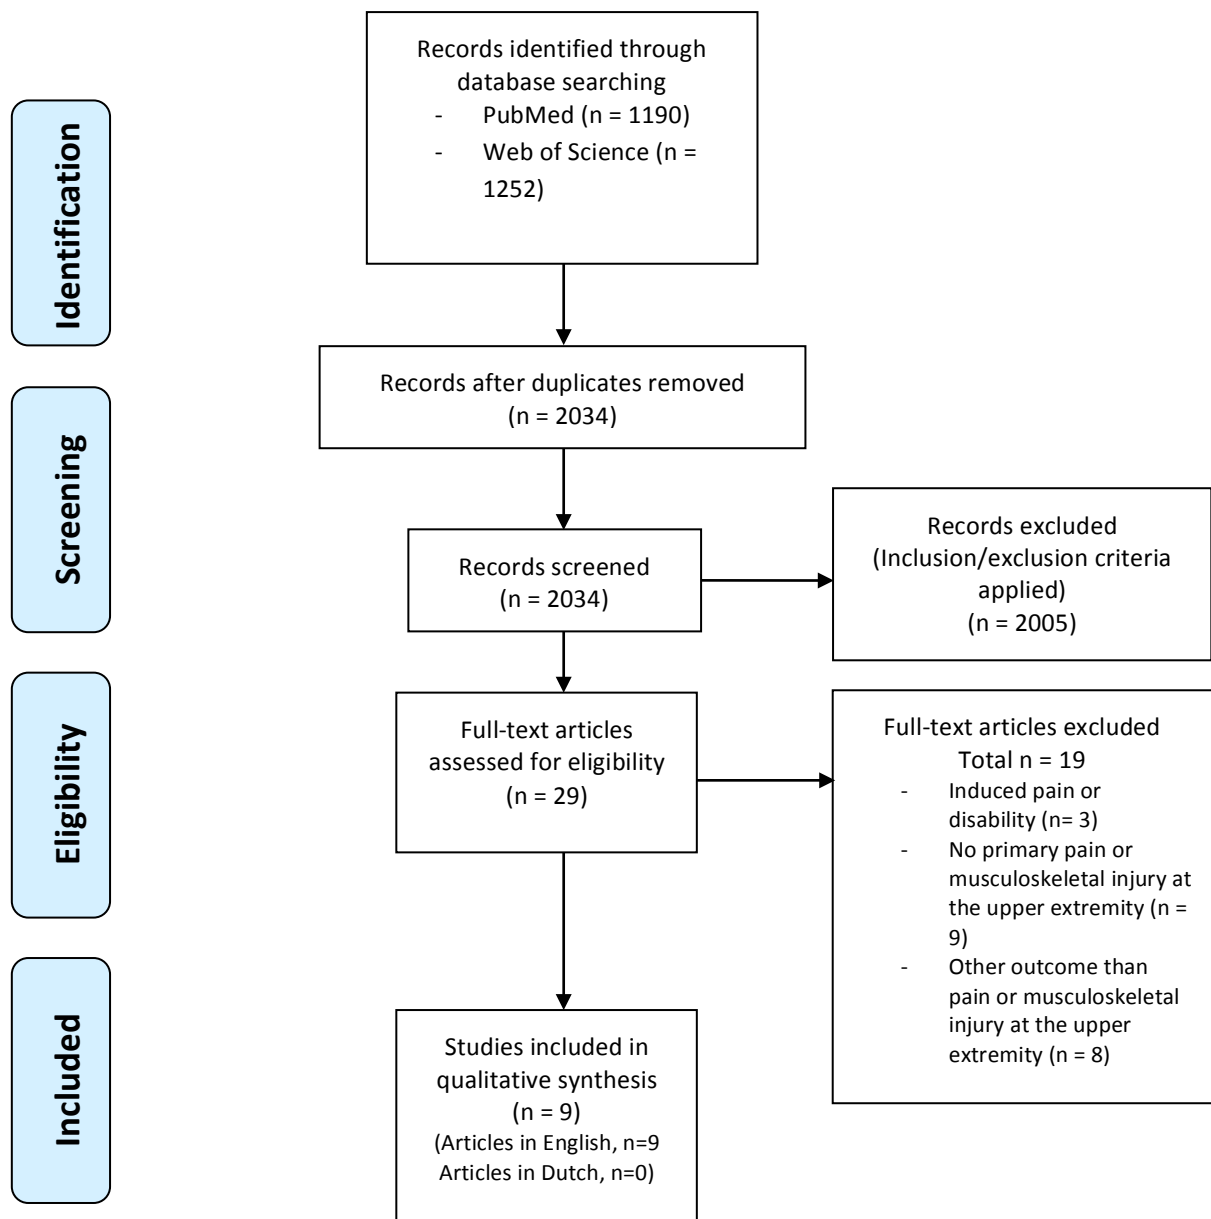 Identification
Records identified through
database searching
- PubMed (n = 1190)
- Web of Science (n =
1252)
Records after duplicates removed
(n = 2034)
Screening
Records screened
(n = 2034)
Records excluded
(Inclusion/exclusion criteria
applied)
(n = 2005)
Eligibility
Full-text articles
assessed for eligibility
(n = 29)
Full-text articles excluded
Total n = 19
- Induced pain or
disability (n= 3)
- No primary pain or
musculoskeletal injury at
the upper extremity (n =
9)
- Other outcome than
pain or musculoskeletal
injury at the upper
extremity (n = 8)
Included
Studies included in
qualitative synthesis
(n = 9)
(Articles in English, n=9
Articles in Dutch, n=0)